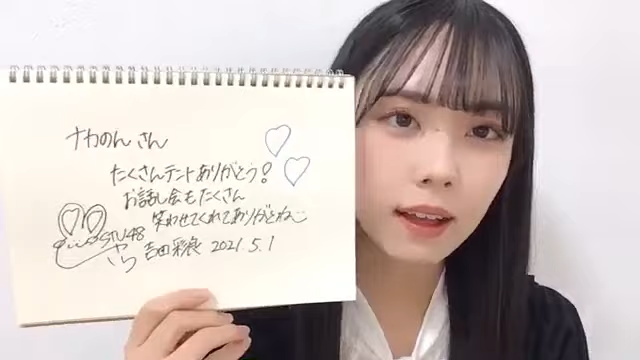 ナカのんさん
たくさんテントありがとう!
お話し会もたくさん
笑わせてくれてありがとね
STU48
吉田彩良 2021.5.1
さら